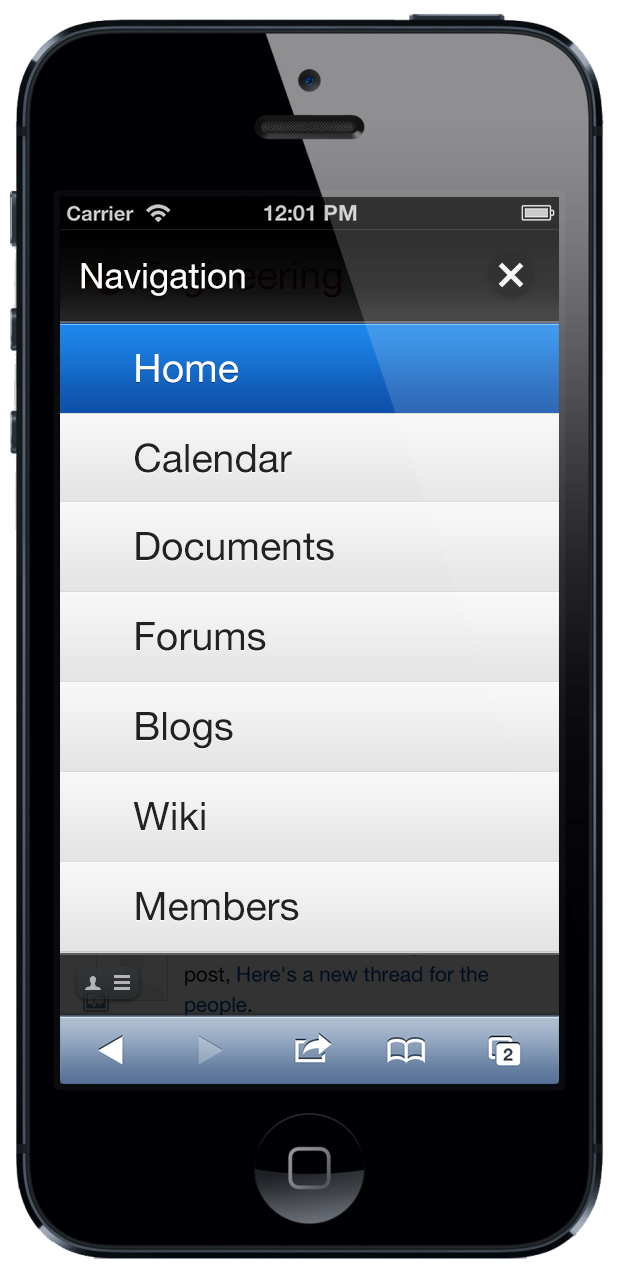 Carrier 12:01 PM
Navigation
Home
Calendar
Documents
Forums
Blogs
Wiki
Members
post, Here's a new thread for the
people.
2